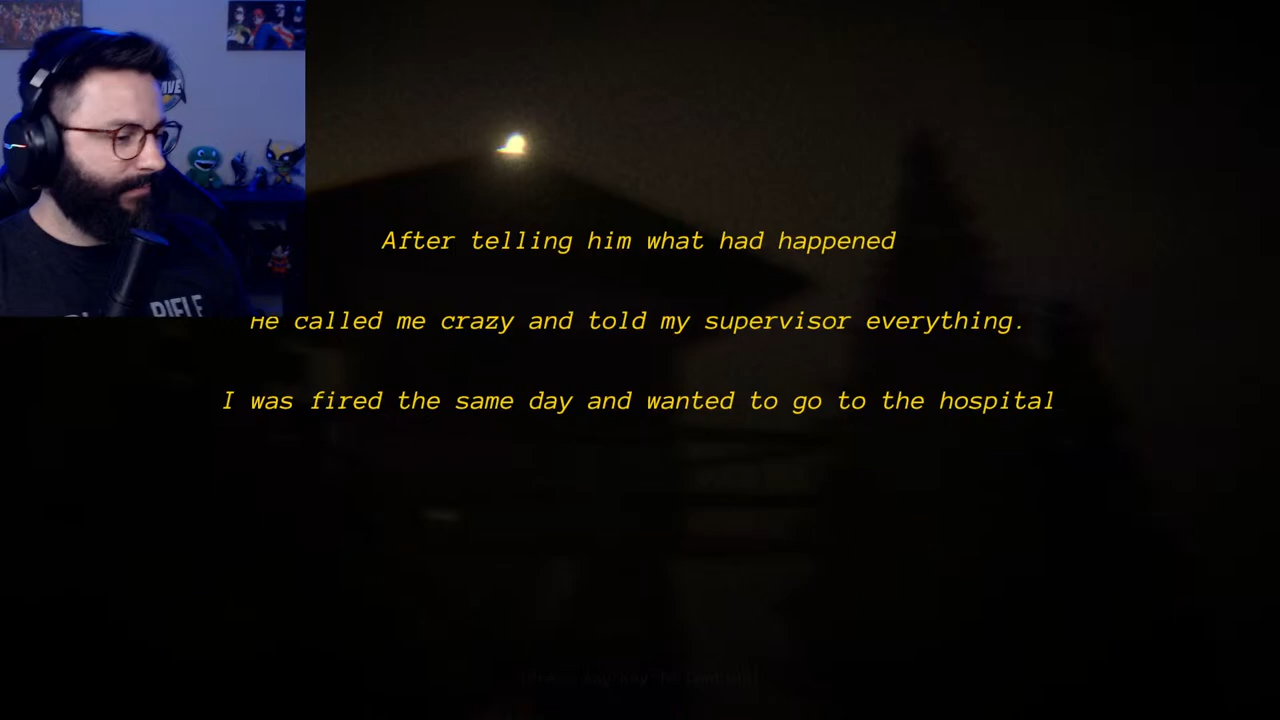 After telling him what had happened
He called me crazy and told my supervisor everything.
I was fired the same day and wanted to go to the hospital
RIFLE